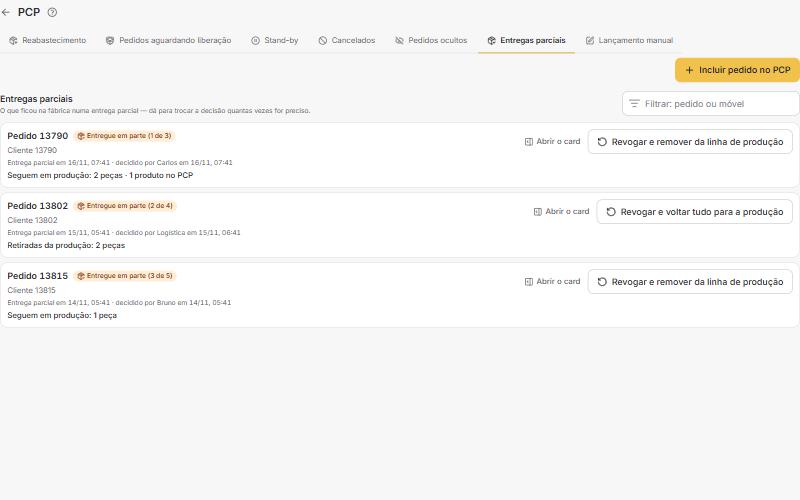 PCP
Reabastecimento
Pedidos aguardando liberação
Stand-by
Cancelados
Pedidos ocultos
Entregas parciais
Lançamento manual
Incluir pedido no PCP
Entregas parciais
O que ficou na fábrica numa entrega parcial — dá para trocar a decisão quantas vezes for preciso.
Filtrar: pedido ou móvel
Pedido 13790 Entregue em parte (1 de 3)
Cliente 13790
Entrega parcial em 16/11, 07:41 · decidido por Carlos em 16/11, 07:41
Seguem em produção: 2 peças · 1 produto no PCP
Abrir o card
Revogar e remover da linha de produção
Pedido 13802 Entregue em parte (2 de 4)
Cliente 13802
Entrega parcial em 15/11, 05:41 · decidido por Logística em 15/11, 06:41
Retiradas da produção: 2 peças
Abrir o card
Revogar e voltar tudo para a produção
Pedido 13815 Entregue em parte (3 de 5)
Cliente 13815
Entrega parcial em 14/11, 05:41 · decidido por Bruno em 14/11, 05:41
Seguem em produção: 1 peça
Abrir o card
Revogar e remover da linha de produção